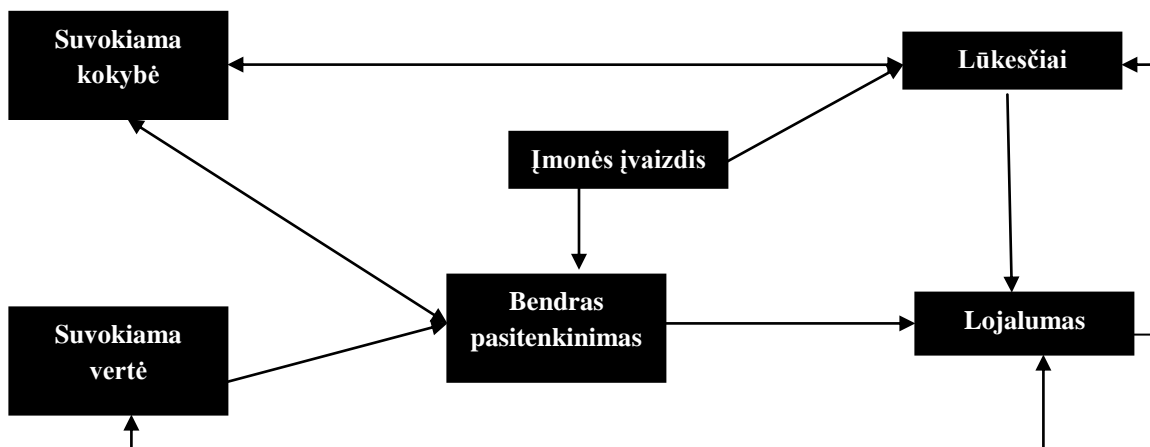 Suvokiama
kokybė
Lūkesčiai
Įmonės įvaizdis
Bendras
pasitenkinimas
Lojalumas
Suvokiama
vertė